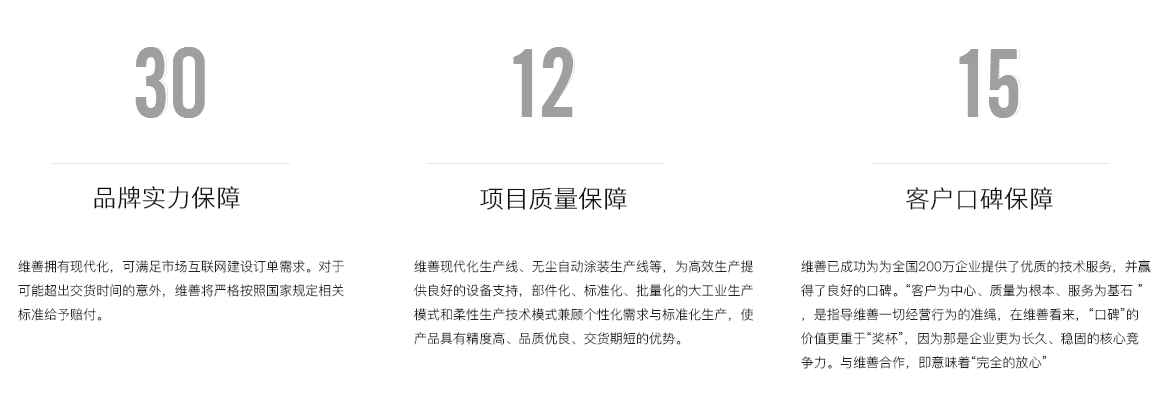 30
品牌实力保障
维善拥有现代化，可满足市场互联网建设订单需求。对于
可能超出交货时间的意外，维善将严格按照国家规定相关
标准给予赔付。
12
项目质量保障
维善现代化生产线、无尘自动涂装生产线等，为高效生产提
供良好的设备支持，部件化、标准化、批量化的大工业生产
模式和柔性生产技术模式兼顾个性化需求与标准化生产，使
产品具有精度高、品质优良、交货期短的优势。
15
客户口碑保障
维善已成功为为全国200万企业提供了优质的技术服务，并赢
得了良好的口碑。“客户为中心、质量为根本、服务为基石 ”
，是指导维善一切经营行为的准绳，在维善看来，“口碑”的
价值更重于“奖杯”，因为那是企业更为长久、稳固的核心竞
争力。与维善合作，即意味着“完全的放心”